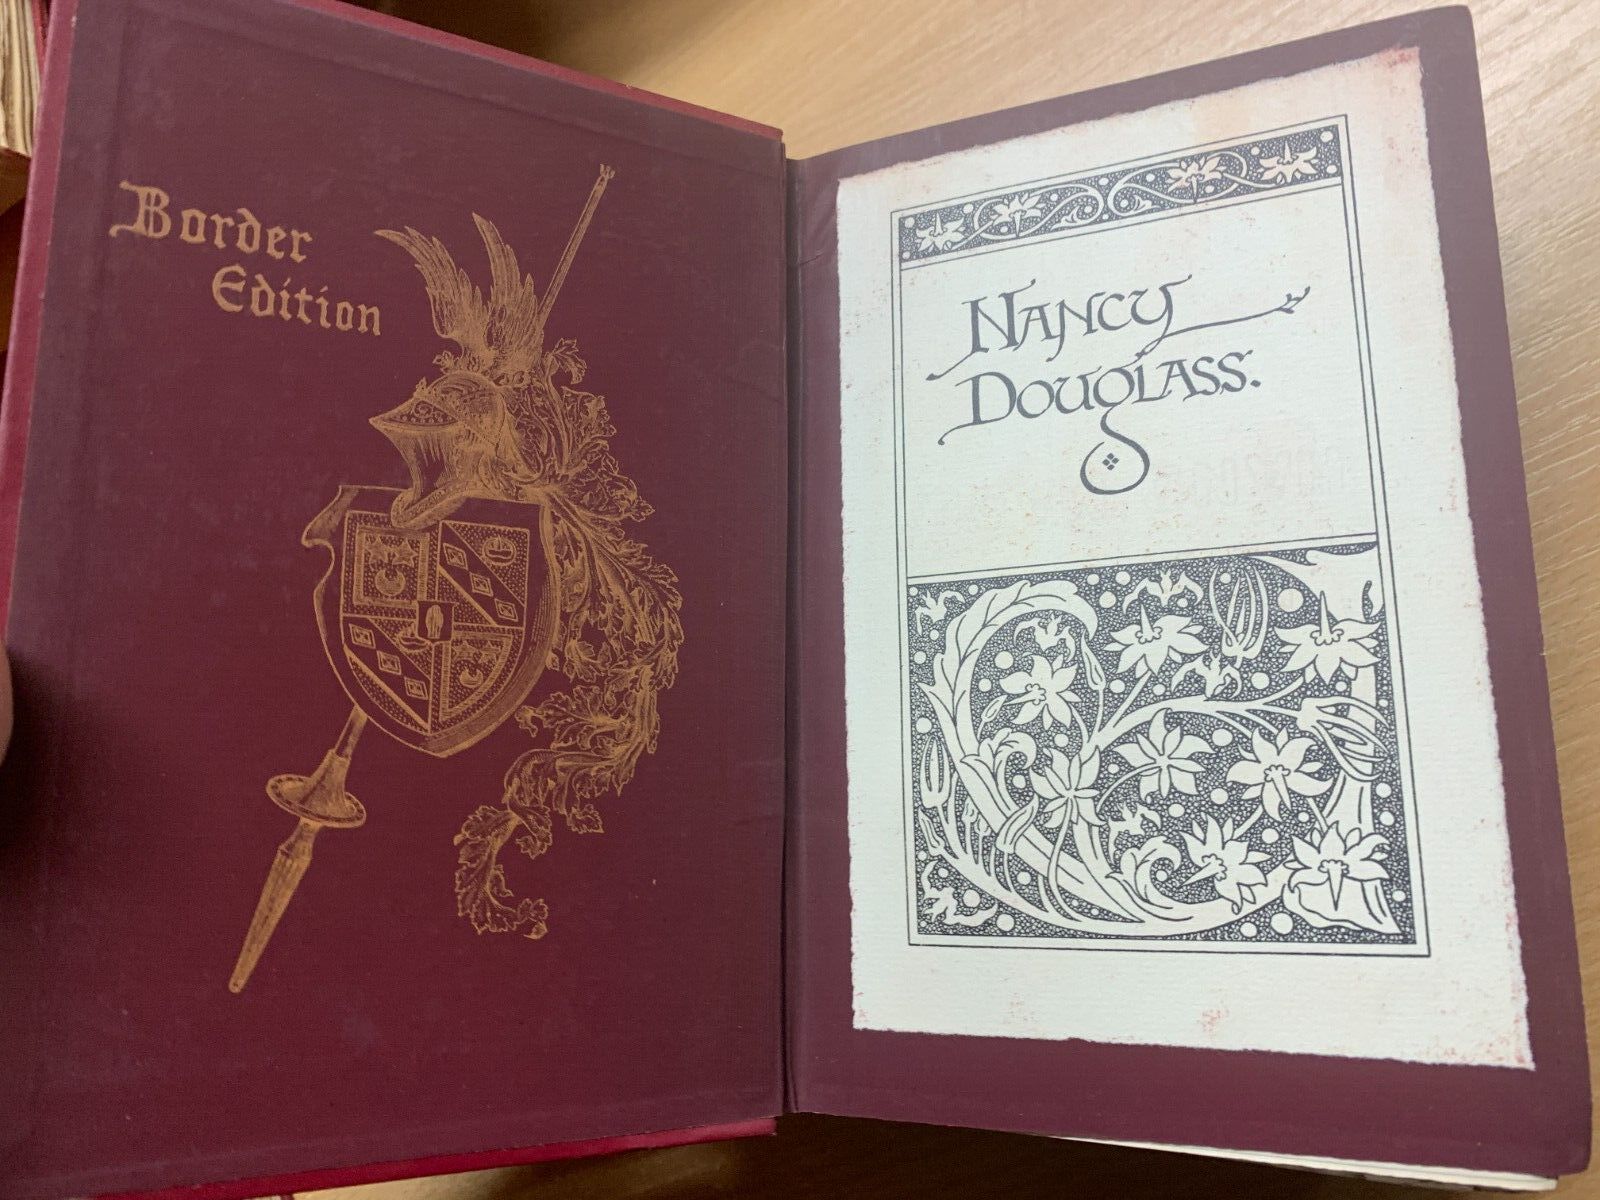 Border
Edition
NANCY
DOUGLASS.